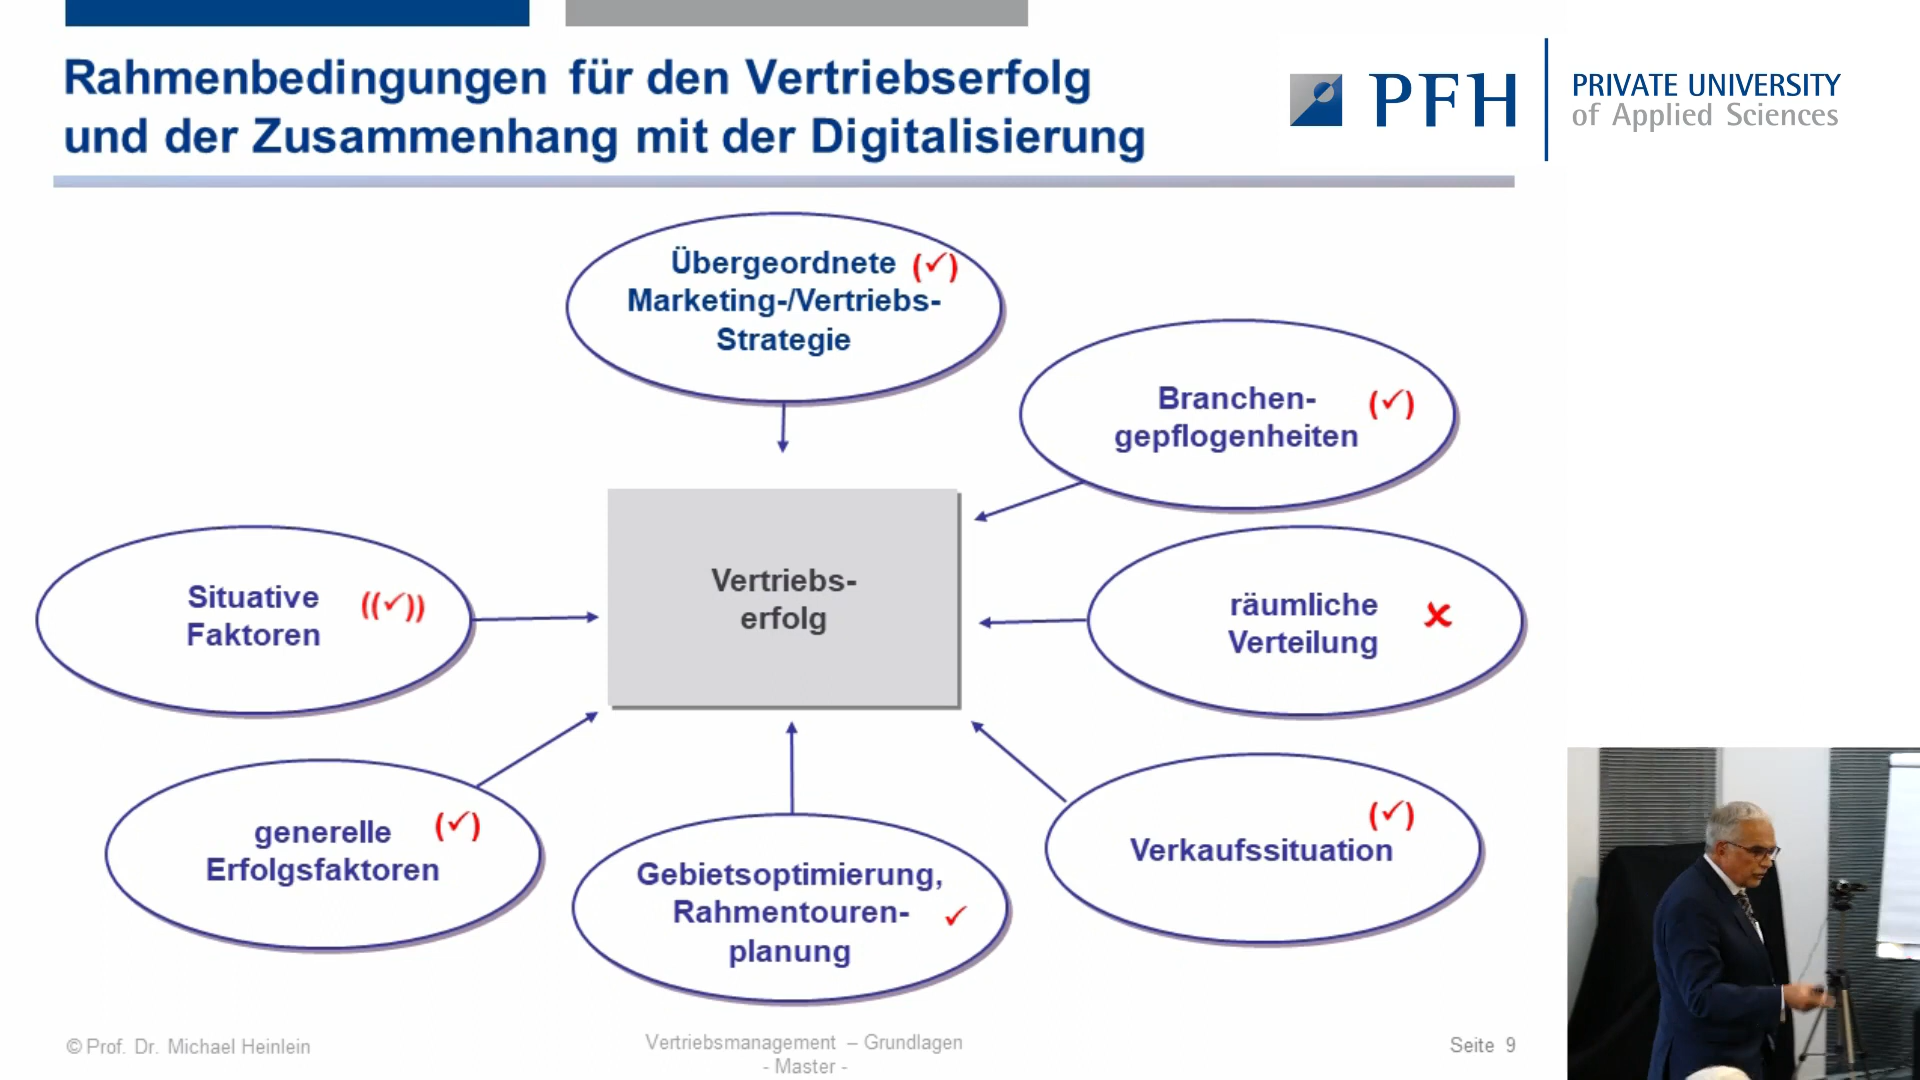 Rahmenbedingungen für den Vertriebserfolg
und der Zusammenhang mit der Digitalisierung
PFH
PRIVATE UNIVERSITY
of Applied Sciences
Übergeordnete (✓)
Marketing-/Vertriebs-
Strategie
Branchen- (✓)
gepflogenheiten
Situative ((✓))
Faktoren
Vertriebs-
erfolg
räumliche ✘
Verteilung
generelle (✓)
Erfolgsfaktoren
Gebietsoptimierung,
Rahmentouren- ✓
planung
(✓)
Verkaufssituation
© Prof. Dr. Michael Heinlein
Vertriebsmanagement – Grundlagen
- Master -
Seite 9